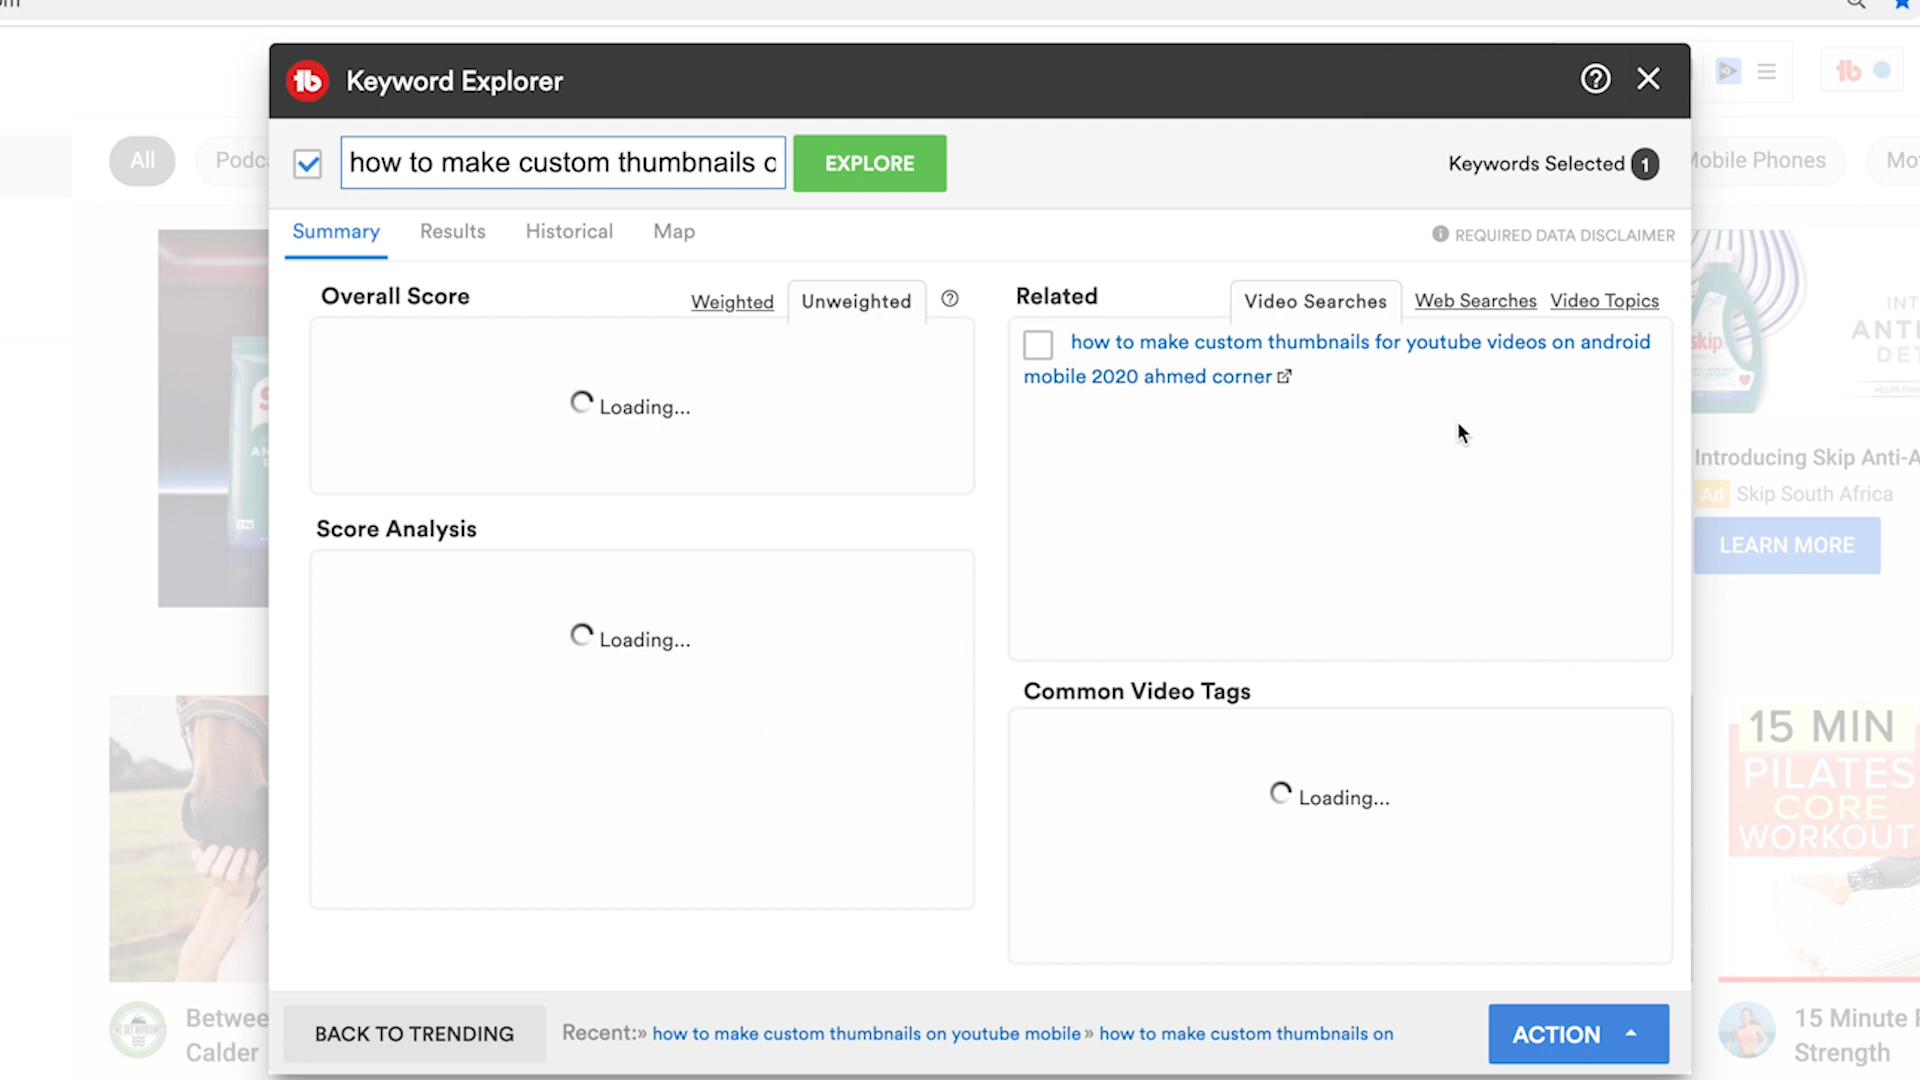 Keyword Explorer
how to make custom thumbnails
EXPLORE
Keywords Selected 1
All
Mobile Phones
Summary Results Historical Map
REQUIRED DATA DISCLAIMER
Overall Score
Weighted
Unweighted
Related
Video Searches
Web Searches
Video Topics
how to make custom thumbnails for youtube videos on android
mobile 2020 ahmed corner
Loading...
Score Analysis
Loading...
Common Video Tags
Loading...
skip
Introducing Skip Anti-A
Ad Skip South Africa
LEARN MORE
15 MIN
PILATES
CORE
WORKOUT
Betwee
Calder
15 Minute
Strength
BACK TO TRENDING
Recent:» how to make custom thumbnails on youtube mobile » how to make custom thumbnails on
ACTION